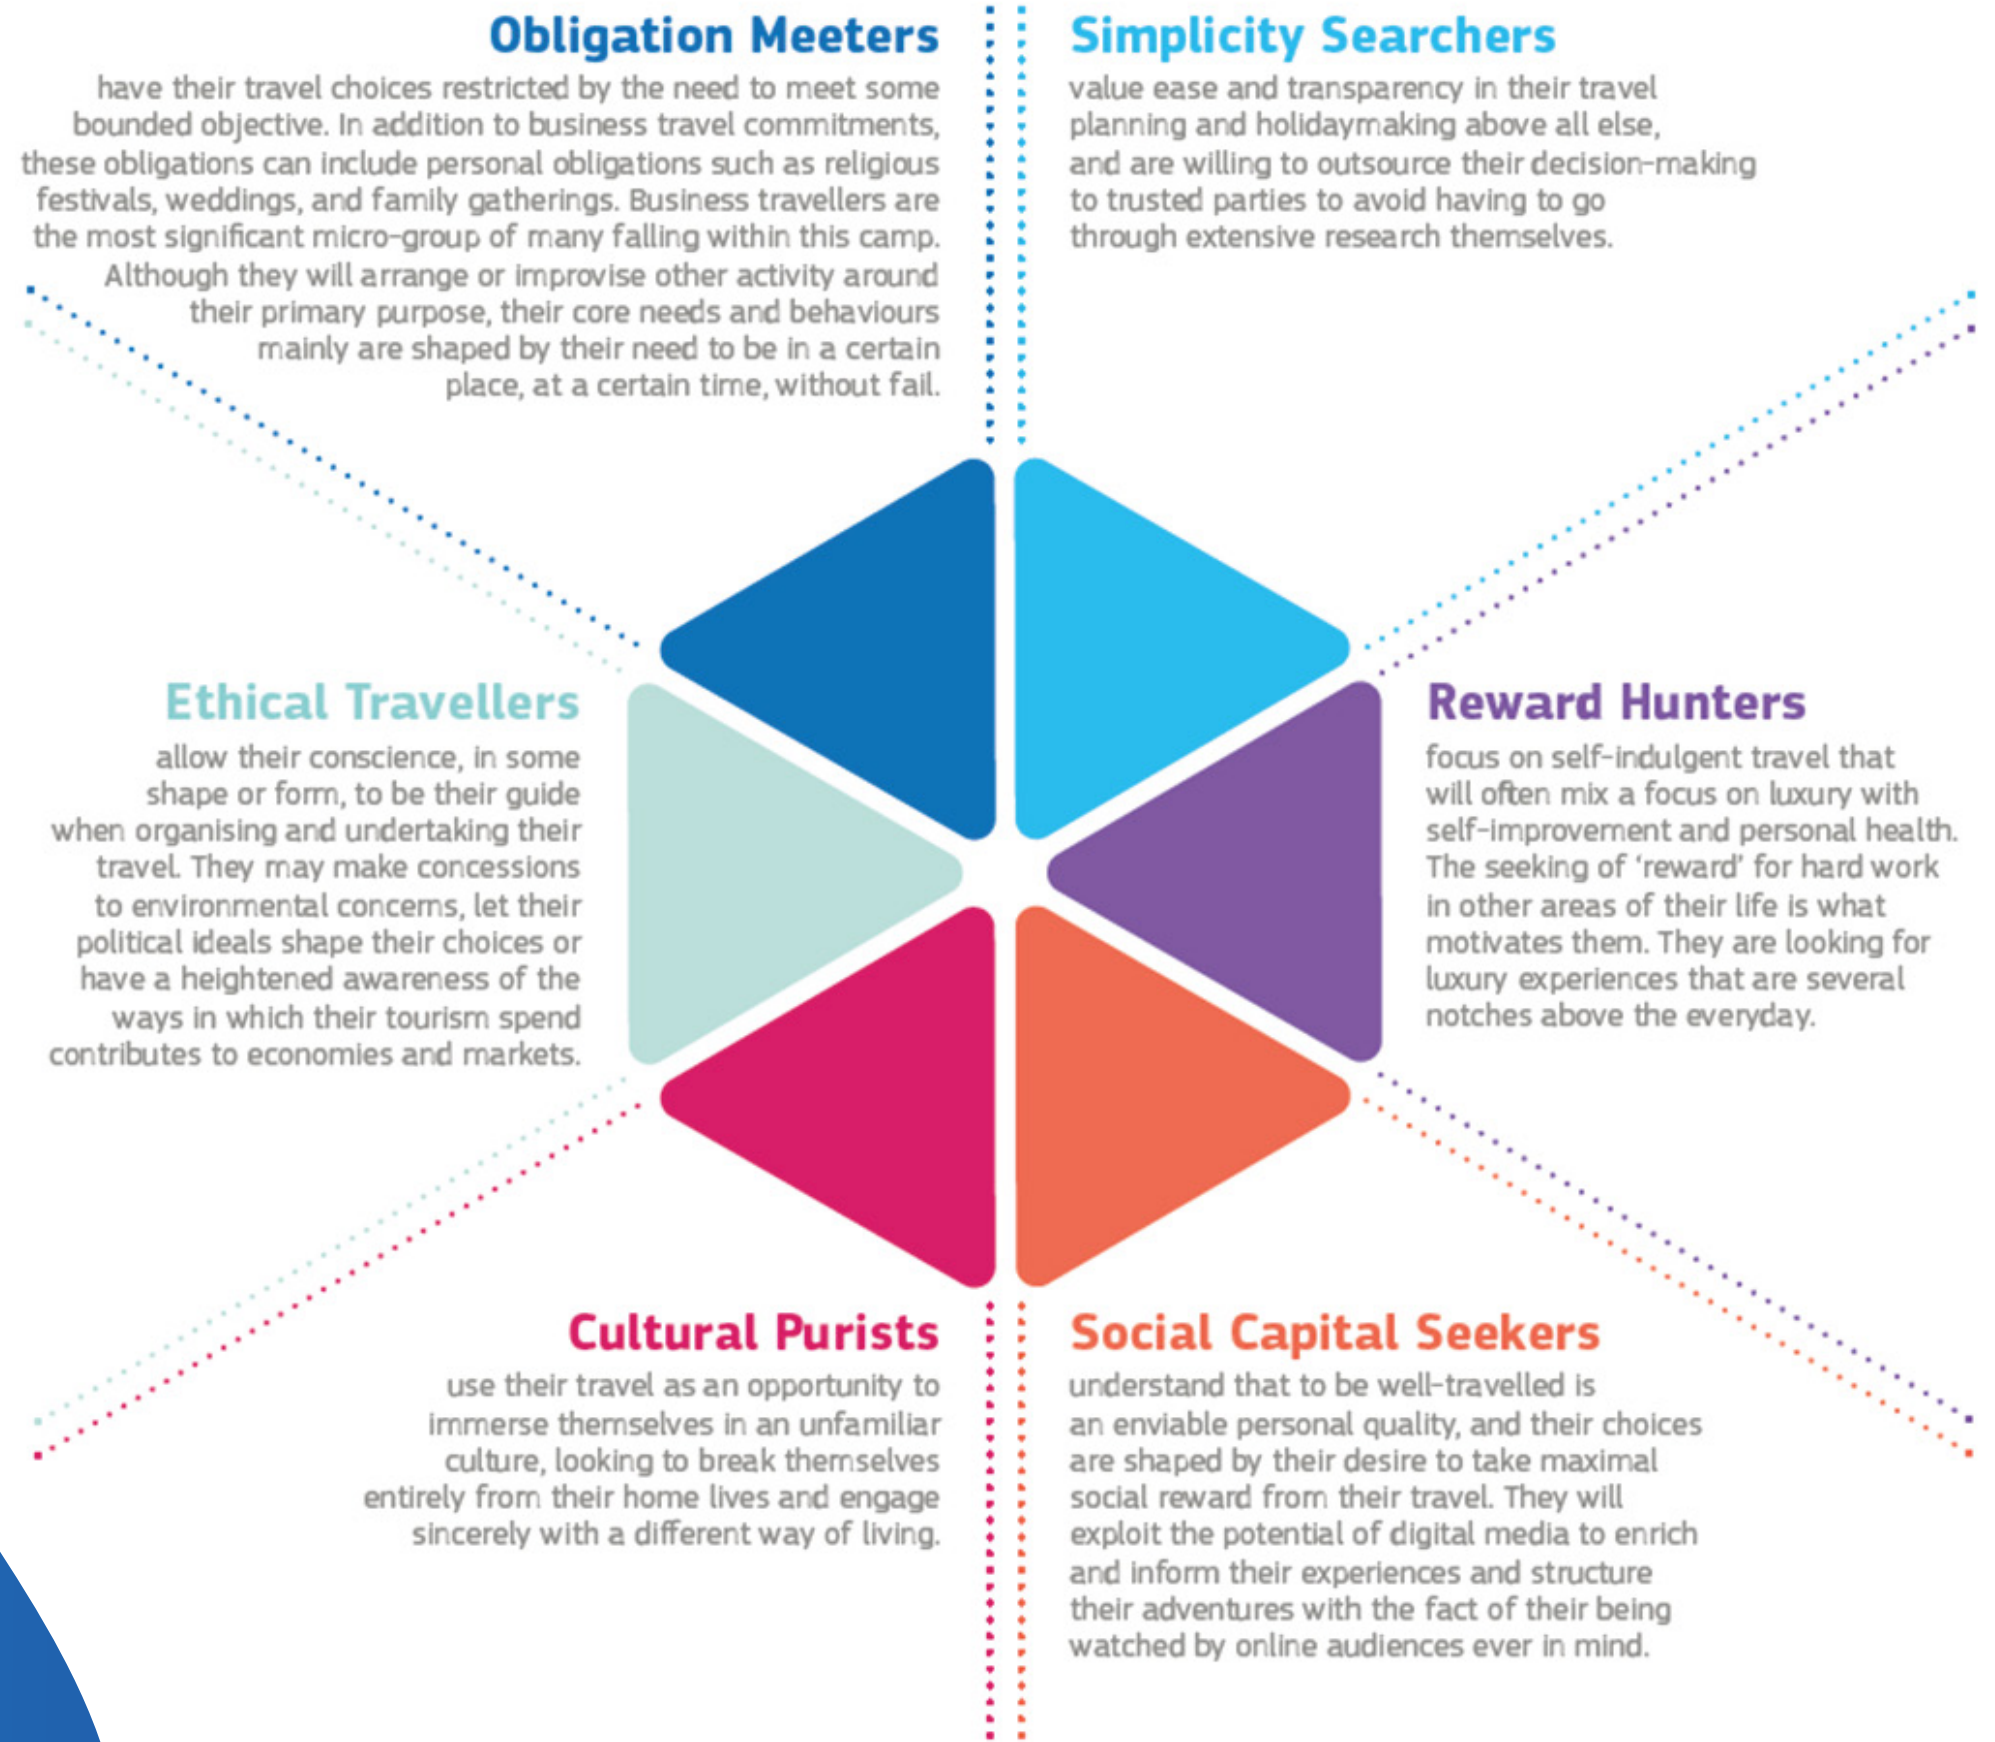 Obligation Meeters
have their travel choices restricted by the need to meet some
bounded objective. In addition to business travel commitments,
these obligations can include personal obligations such as religious
festivals, weddings, and family gatherings. Business travellers are
the most significant micro-group of many falling within this camp.
Although they will arrange or improvise other activity around
their primary purpose, their core needs and behaviours
mainly are shaped by their need to be in a certain
place, at a certain time, without fail.
Simplicity Searchers
value ease and transparency in their travel
planning and holidaymaking above all else,
and are willing to outsource their decision-making
to trusted parties to avoid having to go
through extensive research themselves.
Ethical Travellers
allow their conscience, in some
shape or form, to be their guide
when organising and undertaking their
travel. They may make concessions
to environmental concerns, let their
political ideals shape their choices or
have a heightened awareness of the
ways in which their tourism spend
contributes to economies and markets.
Reward Hunters
focus on self-indulgent travel that
will often mix a focus on luxury with
self-improvement and personal health.
The seeking of ‘reward’ for hard work
in other areas of their life is what
motivates them. They are looking for
luxury experiences that are several
notches above the everyday.
Cultural Purists
use their travel as an opportunity to
immerse themselves in an unfamiliar
culture, looking to break themselves
entirely from their home lives and engage
sincerely with a different way of living.
Social Capital Seekers
understand that to be well-travelled is
an enviable personal quality, and their choices
are shaped by their desire to take maximal
social reward from their travel. They will
exploit the potential of digital media to enrich
and inform their experiences and structure
their adventures with the fact of their being
watched by online audiences ever in mind.